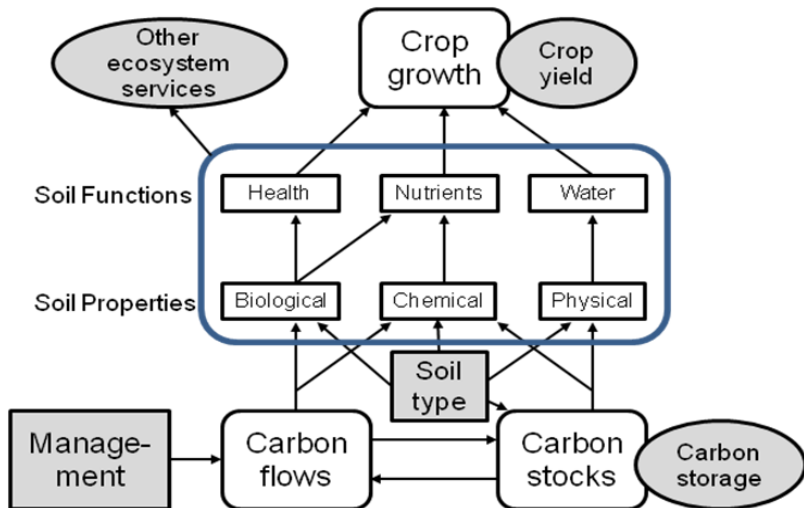 Other
ecosystem
services
Crop
growth
Crop
yield
Soil Functions
Health
Nutrients
Water
Soil Properties
Biological
Chemical
Physical
Soil
type
Manage-
ment
Carbon
flows
Carbon
stocks
Carbon
storage